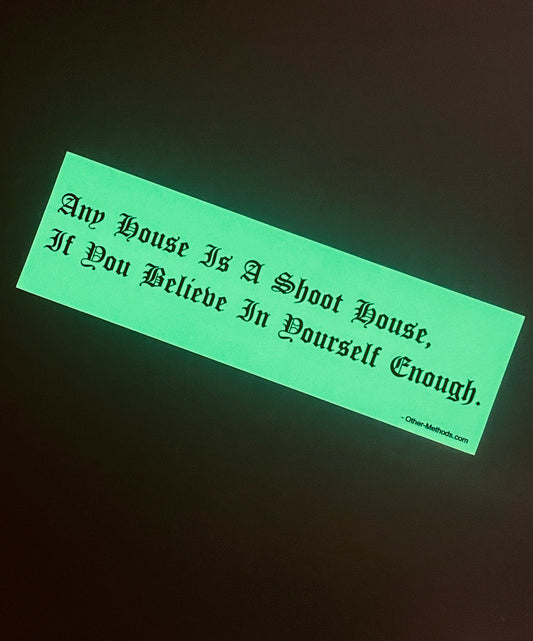 Any House Is A Shoot House,
If You Believe In Yourself Enough.
- Other-Methods.com